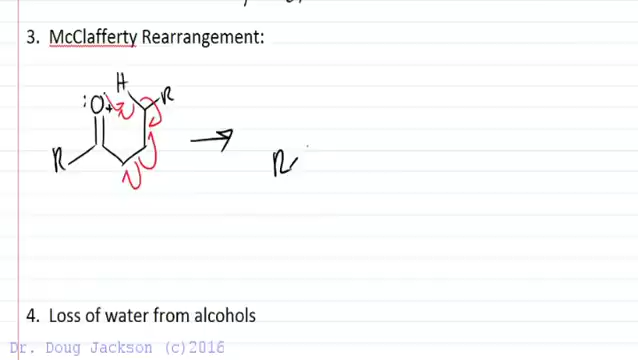 3. McClafferty Rearrangement:
H
:O+ R
R R
4. Loss of water from alcohols
Dr. Doug Jackson (c)2016